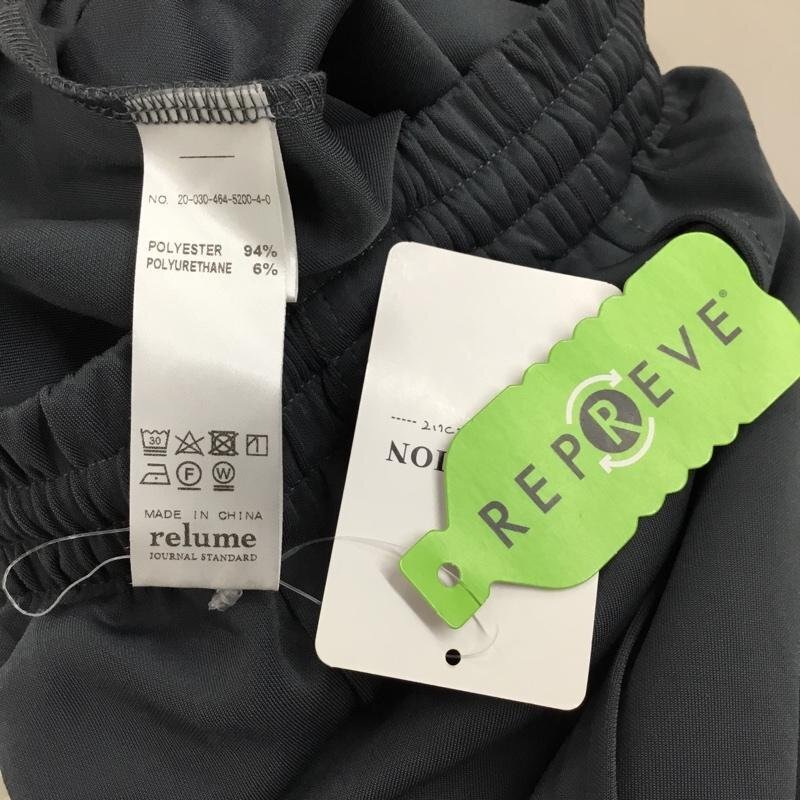 NO. 20-030-464-5200-4-0
POLYESTER 94%
POLYURETHANE 6%
30
F W
MADE IN CHINA
relume
JOURNAL STANDARD
REPREVE®